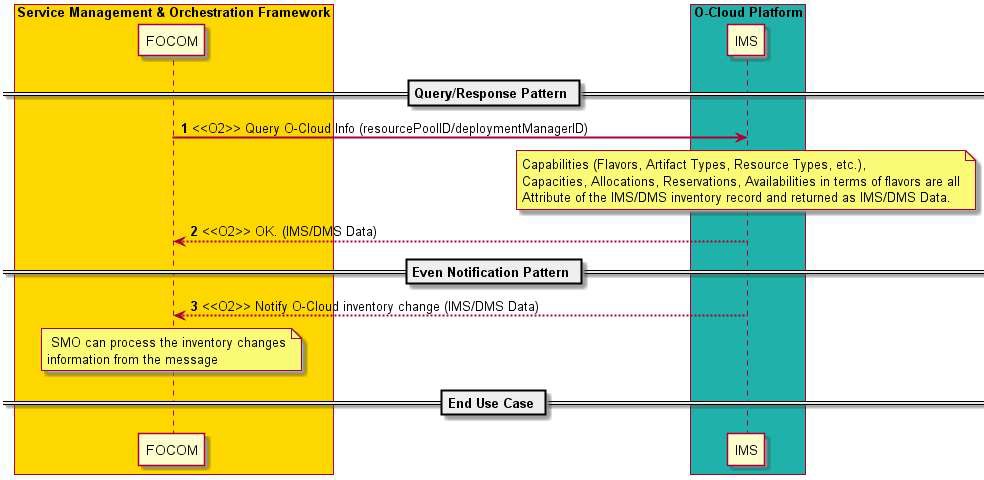 Service Management & Orchestration Framework
O-Cloud Platform
FOCOM
IMS
Query/Response Pattern
1 <<O2>> Query O-Cloud Info (resourcePoolID/deploymentManagerID)
Capabilities (Flavors, Artifact Types, Resource Types, etc.),
Capacities, Allocations, Reservations, Availabilities in terms of flavors are all
Attribute of the IMS/DMS inventory record and returned as IMS/DMS Data.
2 <<O2>> OK. (IMS/DMS Data)
Even Notification Pattern
3 <<O2>> Notify O-Cloud inventory change (IMS/DMS Data)
SMO can process the inventory changes
information from the message
End Use Case
FOCOM
IMS